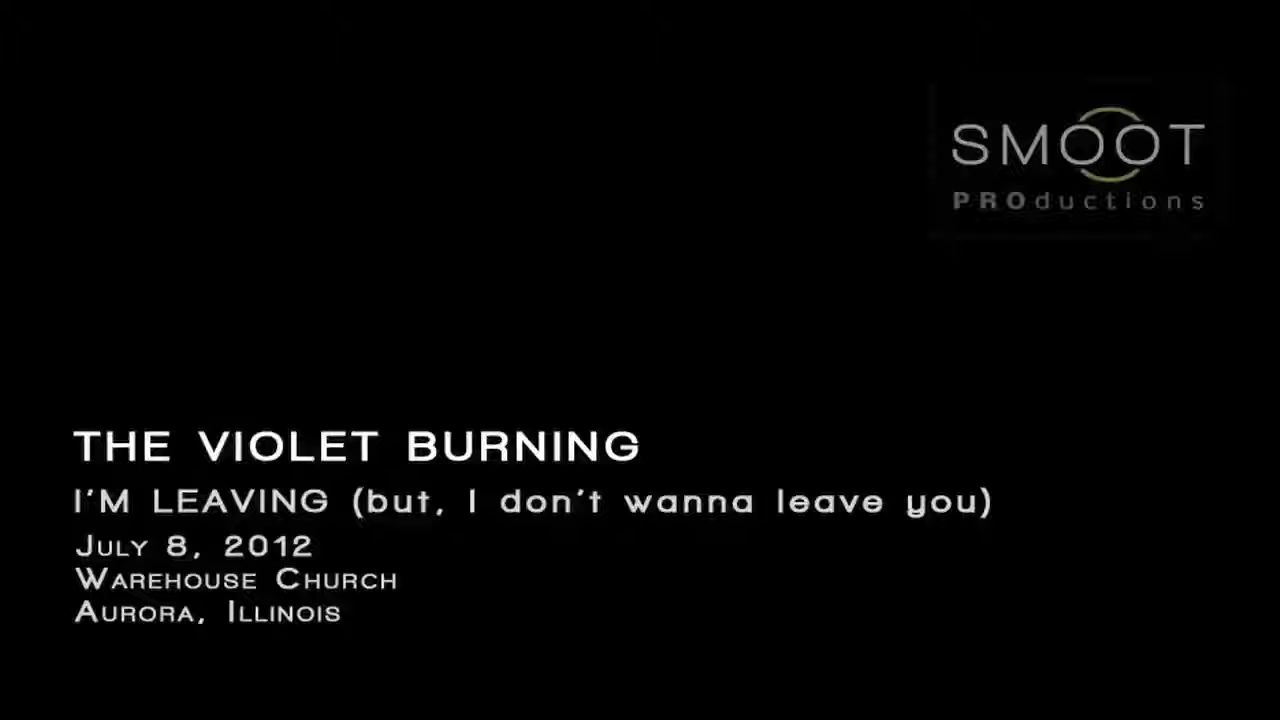 SMOOT
PROductions
THE VIOLET BURNING
I'M LEAVING (but, I don't wanna leave you)
July 8, 2012
Warehouse Church
Aurora, Illinois